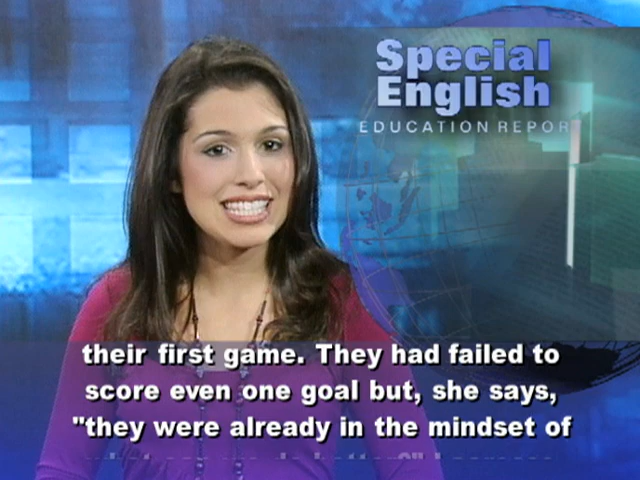 Special
English
EDUCATION REPOR
their first game. They had failed to
score even one goal but, she says,
"they were already in the mindset of